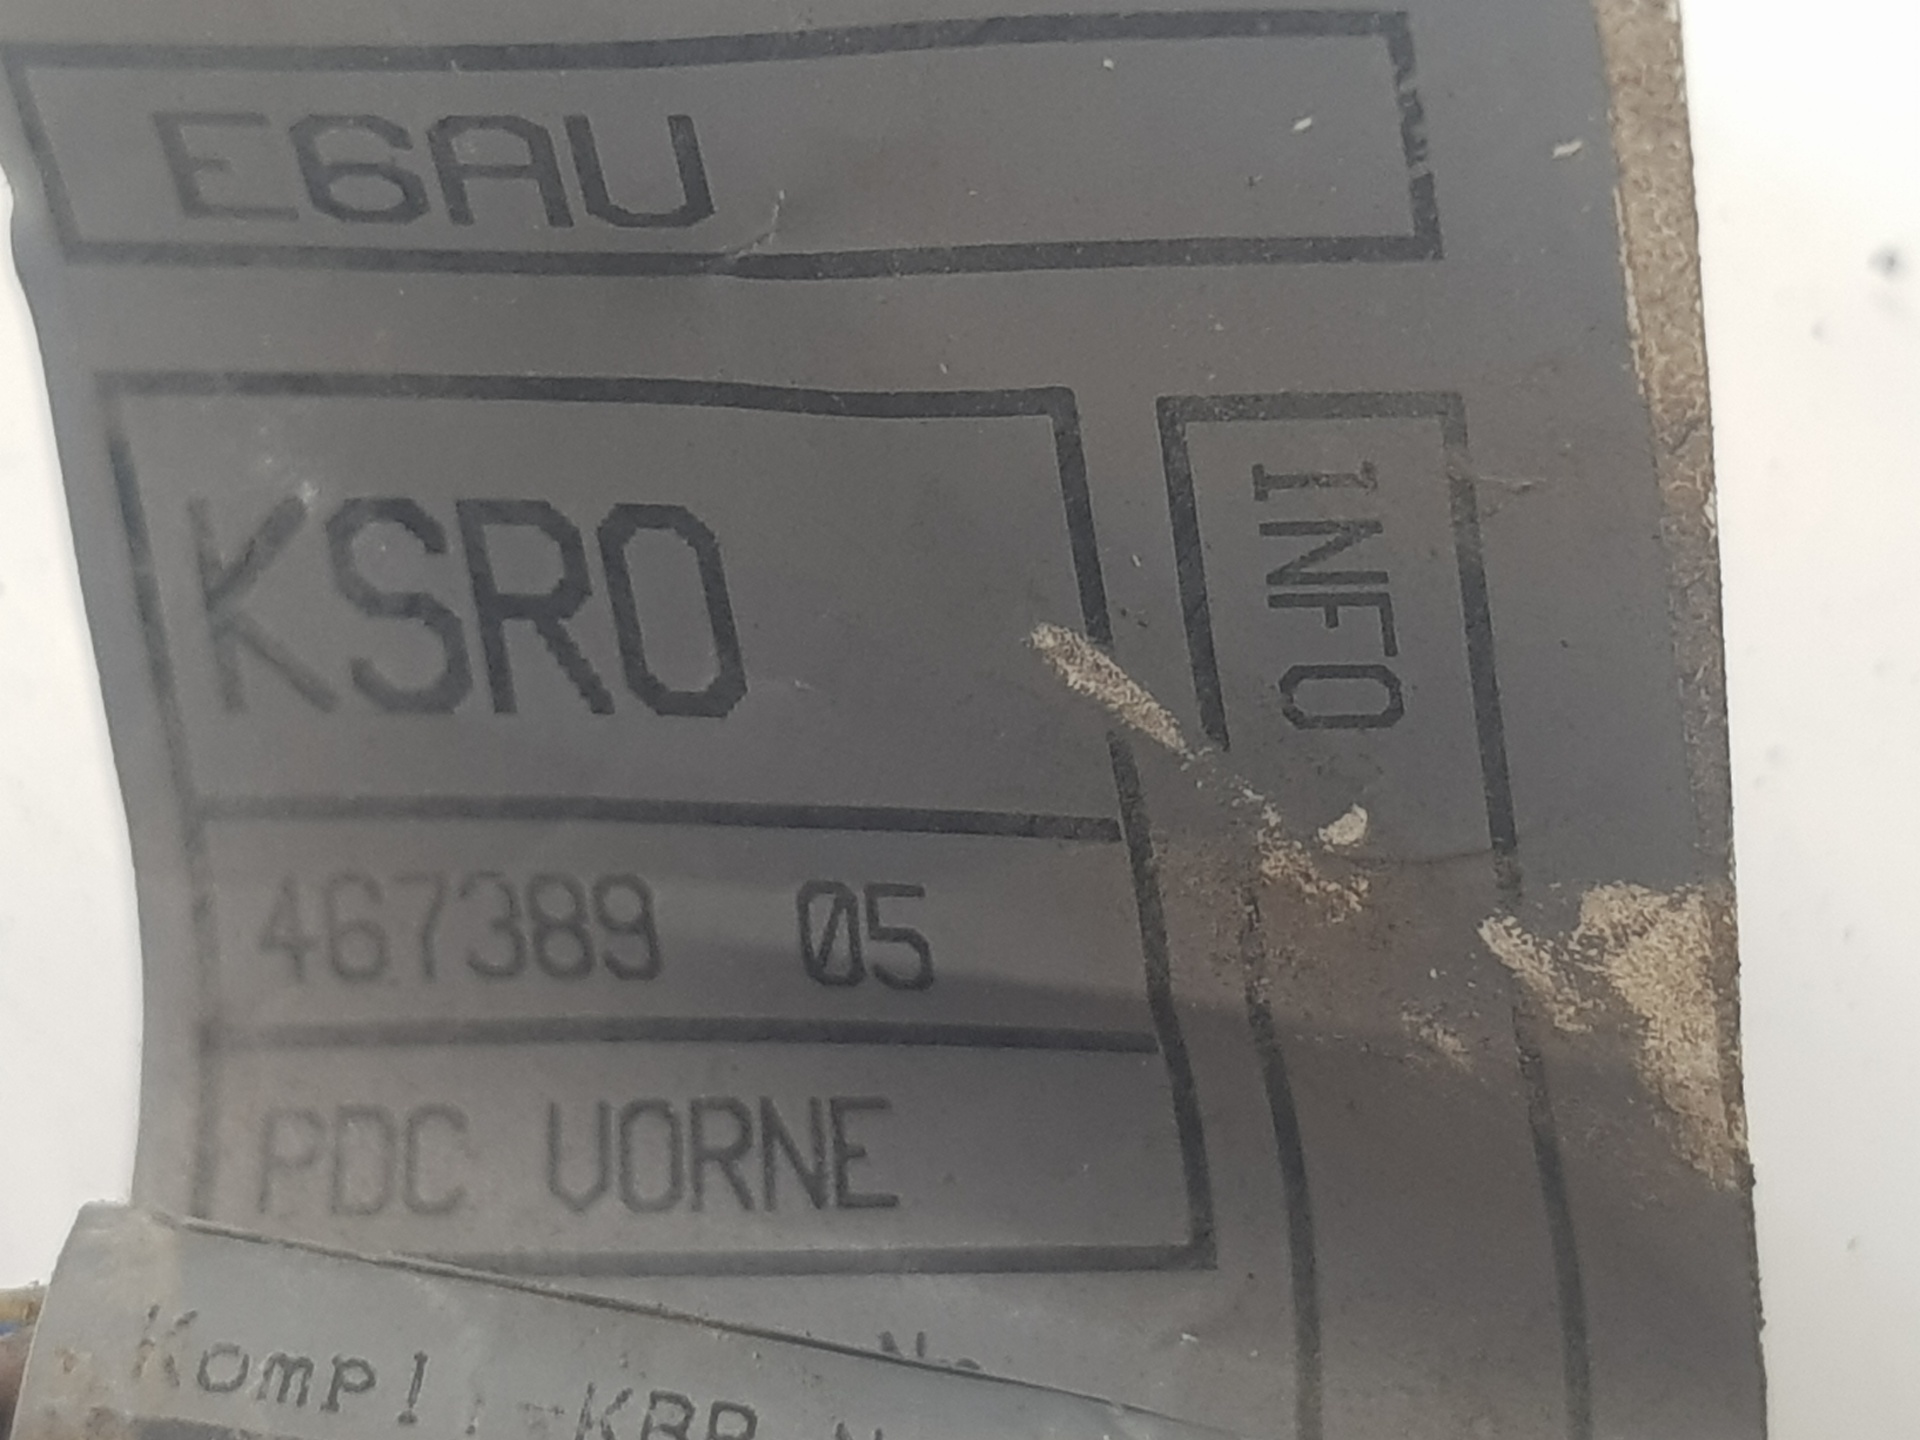 E6AU
KSRO
INFO
467389 05
PDC VORNE
Kompl